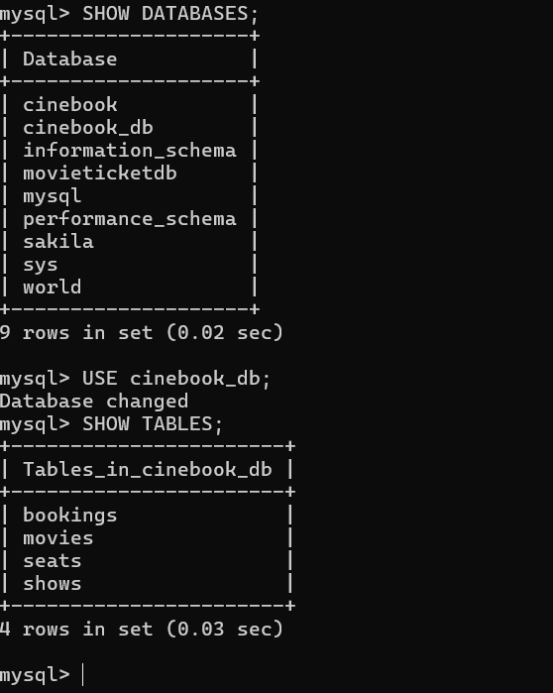 mysql> SHOW DATABASES;
+--------------------+
| Database           |
+--------------------+
| cinebook           |
| cinebook_db        |
| information_schema |
| movieticketdb      |
| mysql              |
| performance_schema |
| sakila             |
| sys                |
| world              |
+--------------------+
9 rows in set (0.02 sec)

mysql> USE cinebook_db;
Database changed
mysql> SHOW TABLES;
+-----------------------+
| Tables_in_cinebook_db |
+-----------------------+
| bookings              |
| movies                |
| seats                 |
| shows                 |
+-----------------------+
4 rows in set (0.03 sec)

mysql>